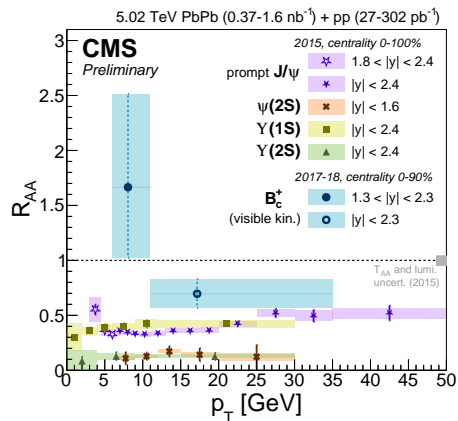 5.02 TeV PbPb (0.37-1.6 nb⁻¹) + pp (27-302 pb⁻¹)
CMS
Preliminary
2015, centrality 0-100%
prompt J/ψ
1.8 < |y| < 2.4
|y| < 2.4
ψ(2S)
|y| < 1.6
Υ(1S)
|y| < 2.4
Υ(2S)
|y| < 2.4
2017-18, centrality 0-90%
B_c^+
1.3 < |y| < 2.3
(visible kin.)
|y| < 2.3
T_AA and lumi.
uncert. (2015)
R_AA
3
2.5
2
1.5
1
0.5
0
0 5 10 15 20 25 30 35 40 45 50
p_T [GeV]